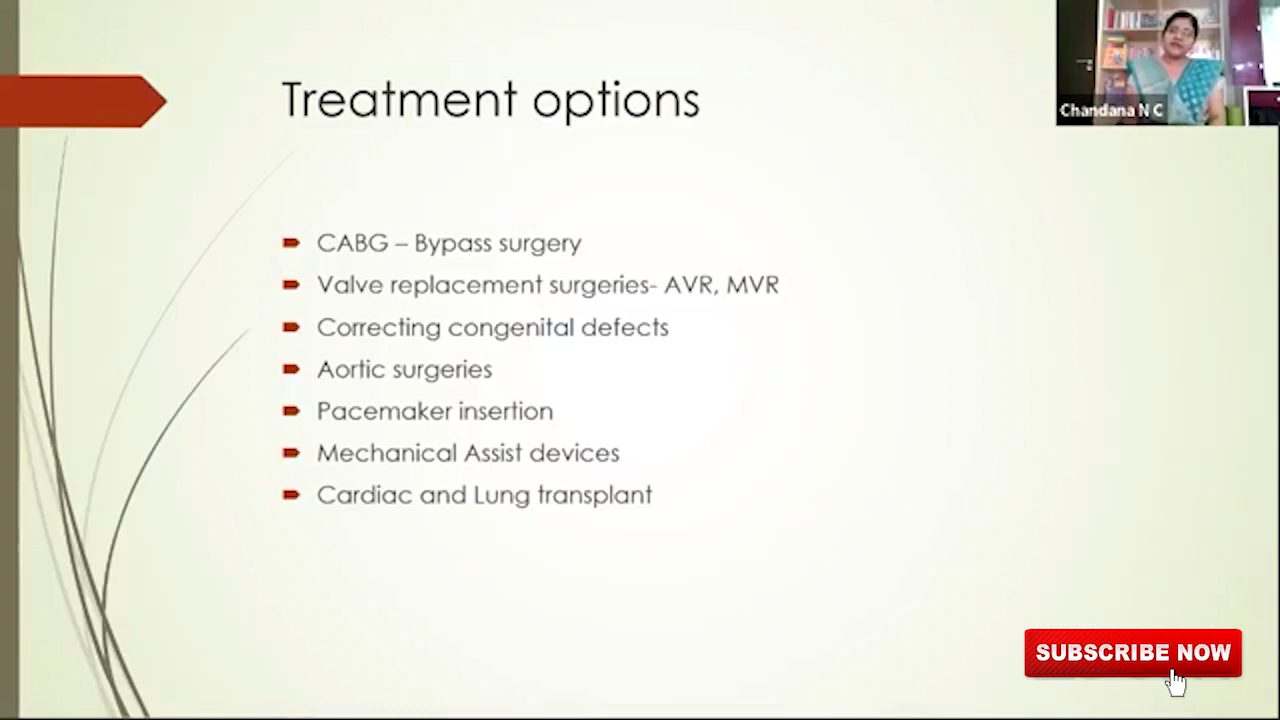 Treatment options
Chandana N C
CABG – Bypass surgery
Valve replacement surgeries- AVR, MVR
Correcting congenital defects
Aortic surgeries
Pacemaker insertion
Mechanical Assist devices
Cardiac and Lung transplant
SUBSCRIBE NOW